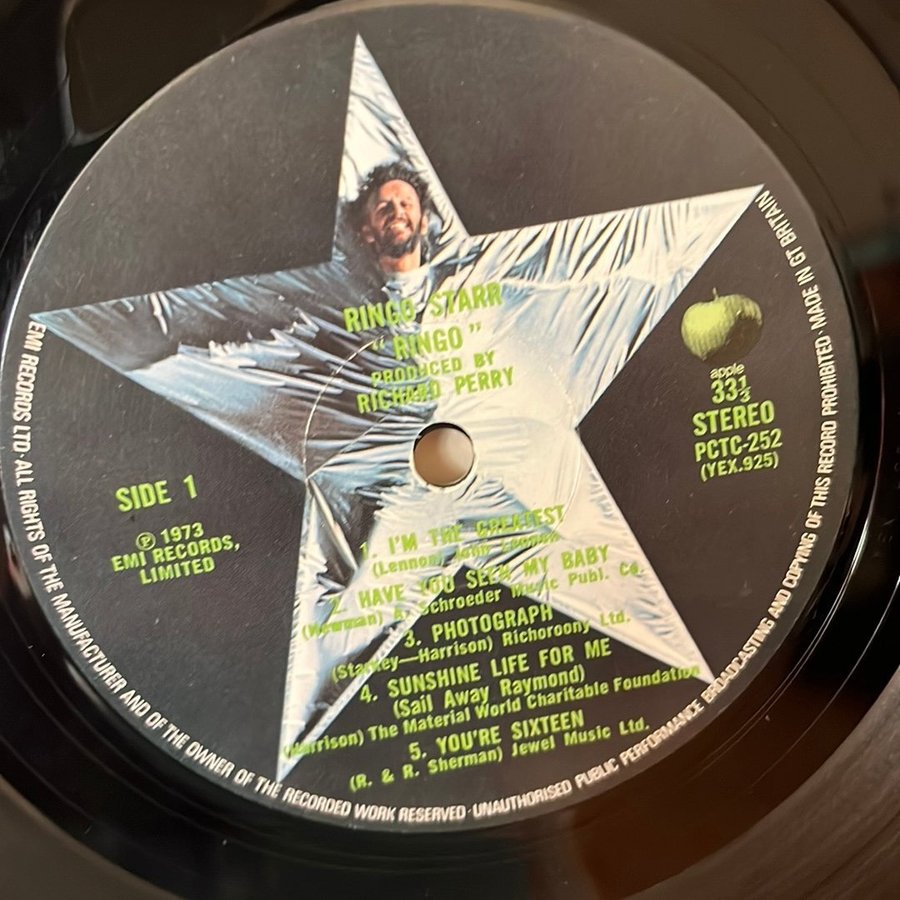 RINGO STARR
"RINGO"
PRODUCED BY
RICHARD PERRY
apple
33⅓
STEREO
PCTC-252
(YEX.925)
SIDE 1
Ⓟ 1973
EMI RECORDS,
LIMITED
1. I'M THE GREATEST
(Lennon) John Lennon
2. HAVE YOU SEEN MY BABY
(Newman) A. Schroeder Music Publ. Co.
3. PHOTOGRAPH
(Starkey—Harrison) Richoroony Ltd.
4. SUNSHINE LIFE FOR ME
(Sail Away Raymond)
(Harrison) The Material World Charitable Foundation
5. YOU'RE SIXTEEN
(R. & R. Sherman) Jewel Music Ltd.
EMI RECORDS LTD·ALL RIGHTS OF THE MANUFACTURER AND OF THE OWNER OF THE RECORDED WORK RESERVED·UNAUTHORISED PUBLIC PERFORMANCE BROADCASTING AND COPYING OF THIS RECORD PROHIBITED·MADE IN GT BRITAIN